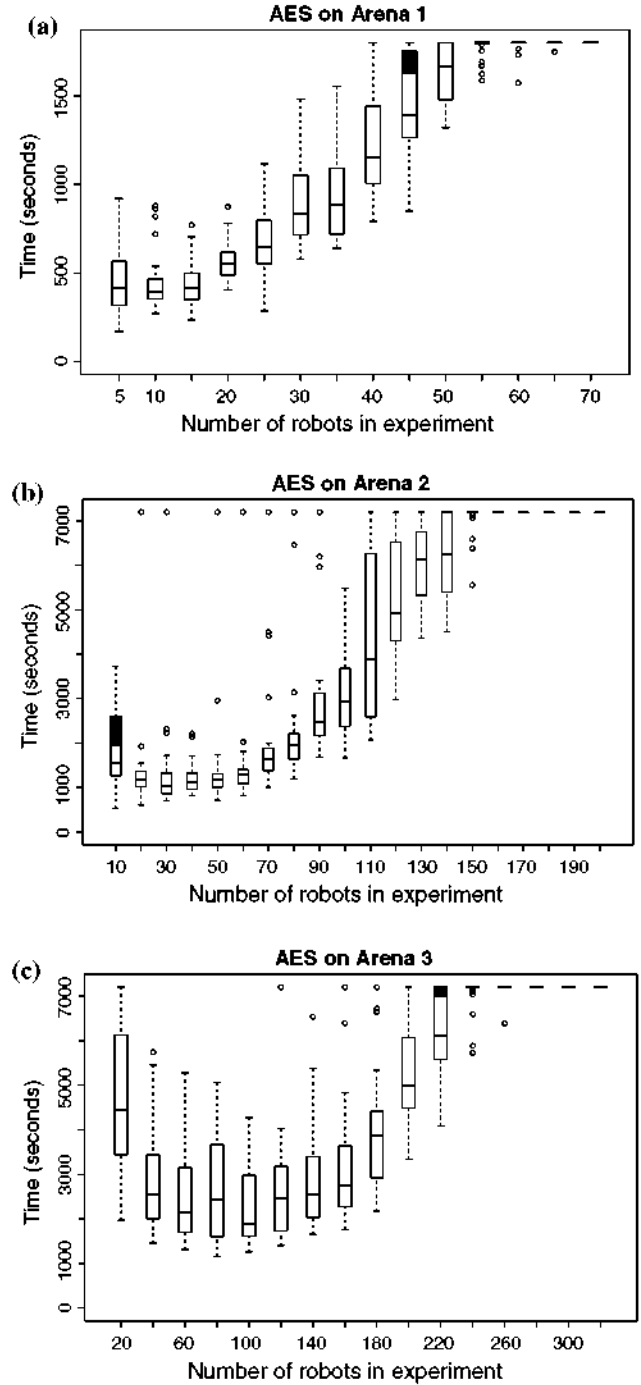 (a)
AES on Arena 1
Time (seconds)
1500
1000
500
0
5 10 20 30 40 50 60 70
Number of robots in experiment
(b)
AES on Arena 2
Time (seconds)
7000
5000
3000
1000
0
10 30 50 70 90 110 130 150 170 190
Number of robots in experiment
(c)
AES on Arena 3
Time (seconds)
7000
5000
3000
1000
0
20 60 100 140 180 220 260 300
Number of robots in experiment